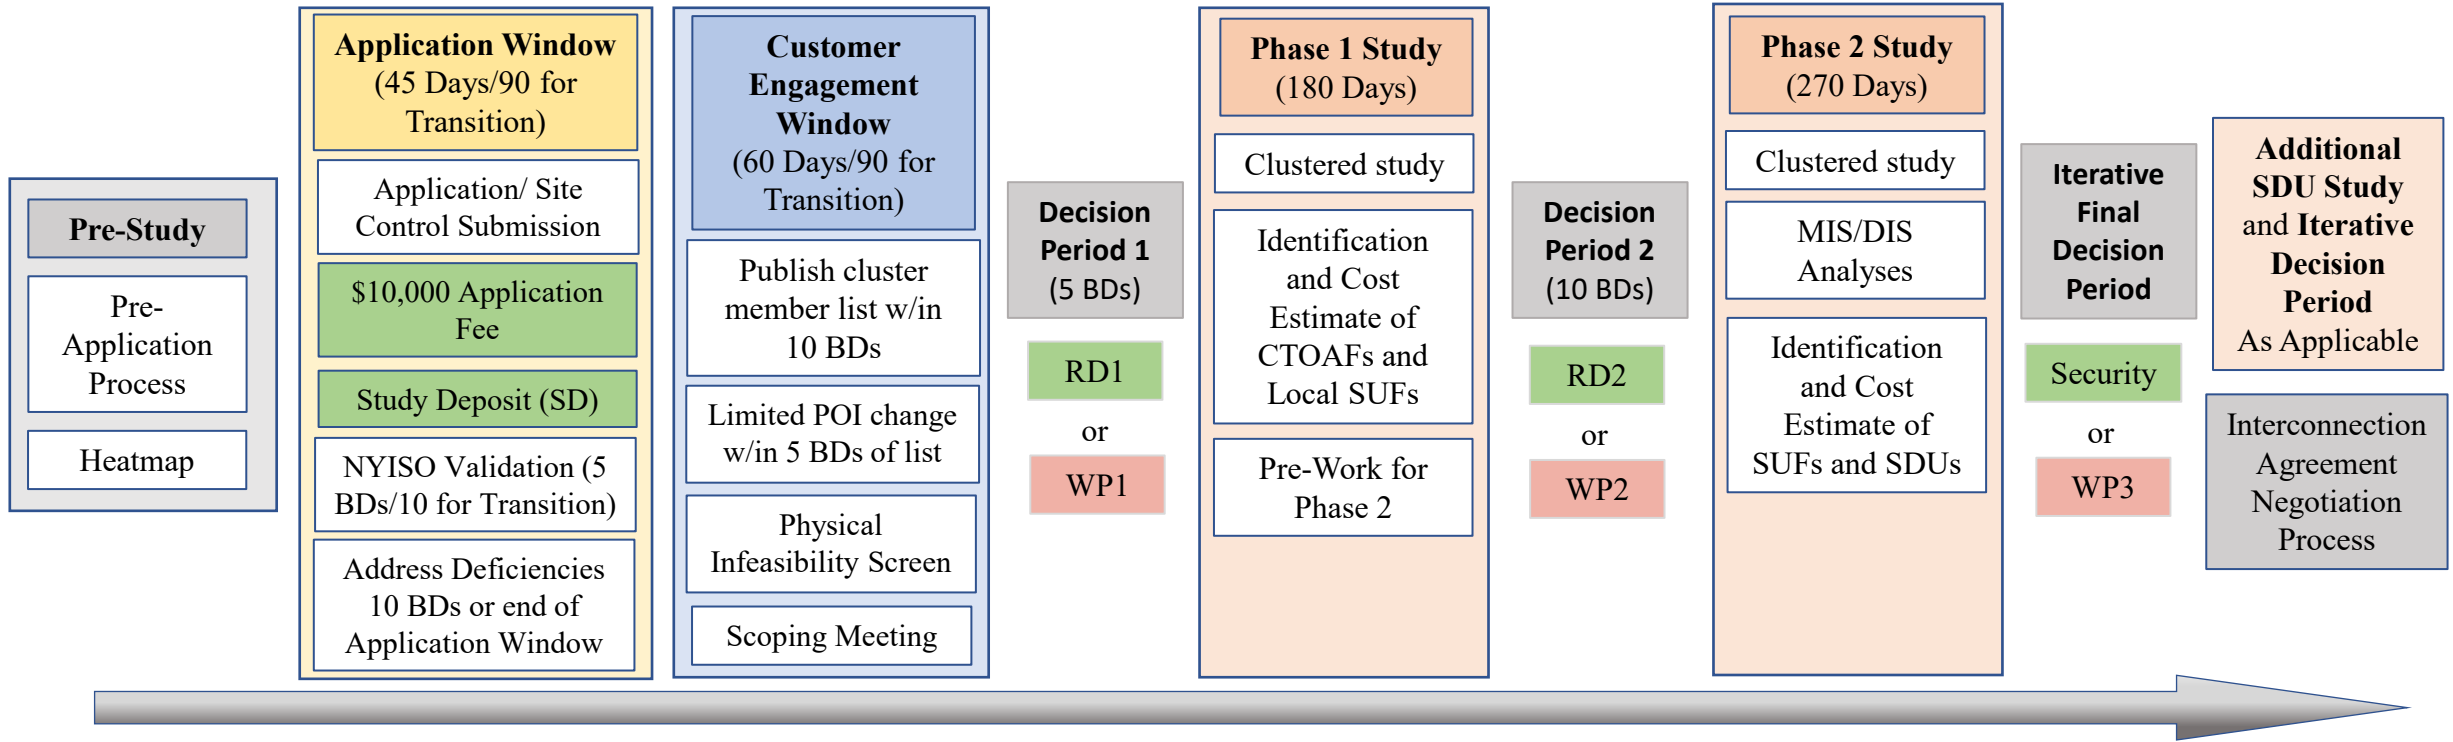 Pre-Study
Pre-
Application
Process
Heatmap
Application Window
(45 Days/90 for
Transition)
Application/ Site
Control Submission
$10,000 Application
Fee
Study Deposit (SD)
NYISO Validation (5
BDs/10 for Transition)
Address Deficiencies
10 BDs or end of
Application Window
Customer
Engagement
Window
(60 Days/90 for
Transition)
Publish cluster
member list w/in
10 BDs
Limited POI change
w/in 5 BDs of list
Physical
Infeasibility Screen
Scoping Meeting
Decision
Period 1
(5 BDs)
RD1
or
WP1
Phase 1 Study
(180 Days)
Clustered study
Identification
and Cost
Estimate of
CTOAFs and
Local SUFs
Pre-Work for
Phase 2
Decision
Period 2
(10 BDs)
RD2
or
WP2
Phase 2 Study
(270 Days)
Clustered study
MIS/DIS
Analyses
Identification
and Cost
Estimate of
SUFs and SDUs
Iterative
Final
Decision
Period
Security
or
WP3
Additional
SDU Study
and Iterative
Decision
Period
As Applicable
Interconnection
Agreement
Negotiation
Process